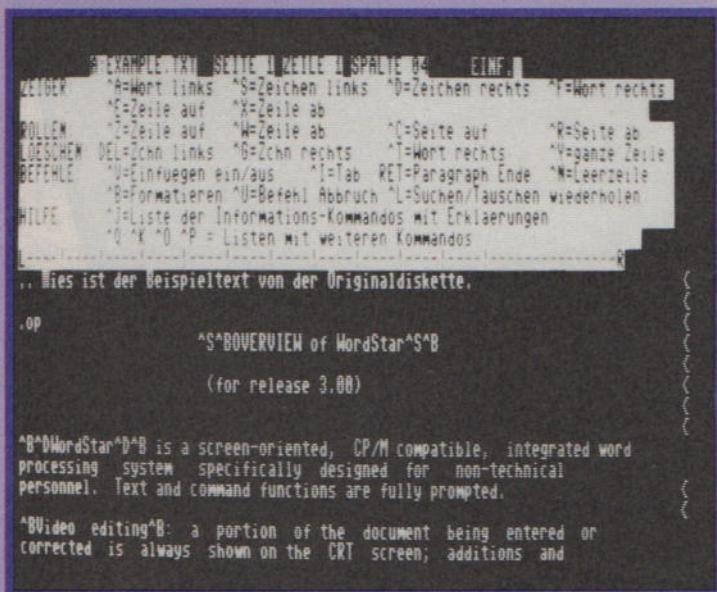 A:EXAMPLE.TXT SEITE 1 ZEILE 1 SPALTE 04 EINF.
ZEIGER ^A=Wort links ^S=Zeichen links ^D=Zeichen rechts ^F=Wort rechts
^E=Zeile auf ^X=Zeile ab
ROLLEN ^Z=Zeile auf ^W=Zeile ab ^C=Seite auf ^R=Seite ab
LOESCHEN DEL=Zchn links ^G=Zchn rechts ^T=Wort rechts ^Y=ganze Zeile
BEFEHLE ^V=Einfuegen ein/aus ^I=Tab RET=Paragraph Ende ^N=Leerzeile
^B=Formatieren ^U=Befehl Abbruch ^L=Suchen/Tauschen wiederholen
HILFE ^J=Liste der Informations-Kommandos mit Erklaerungen
^Q ^K ^O ^P = Listen mit weiteren Kommandos
L----!----!----!----!----!----!----!----!----!----!----------R
.. Dies ist der Beispieltext von der Originaldiskette.
.op
^S^BOVERVIEW of WordStar^S^B
(for release 3.00)
^B^DWordStar^D^B is a screen-oriented, CP/M compatible, integrated word
processing system specifically designed for non-technical
personnel. Text and command functions are fully prompted.
^BVideo editing^B: a portion of the document being entered or
corrected is always shown on the CRT screen; additions and